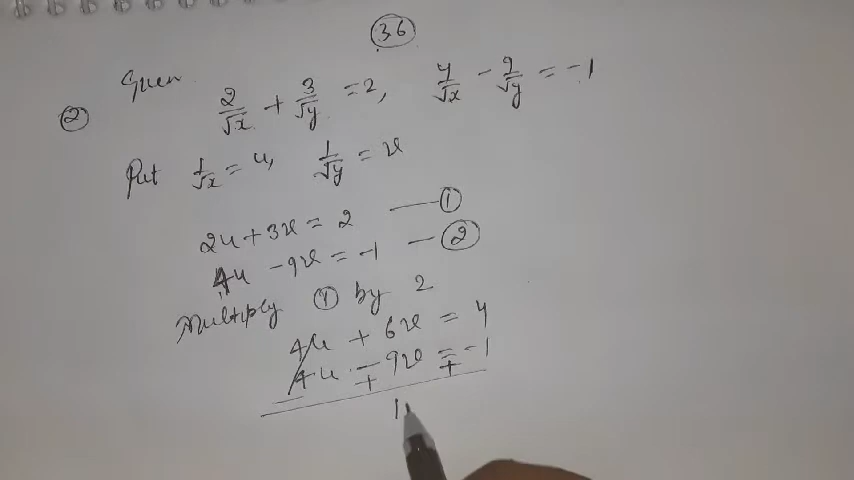 36
Given
② 2/√x + 3/√y = 2, 4/√x - 9/√y = -1
Put 1/√x = u, 1/√y = v
2u + 3v = 2 — ①
4u - 9v = -1 — ②
Multiply ① by 2
4u + 6v = 4
4u - 9v = -1
- + +
1